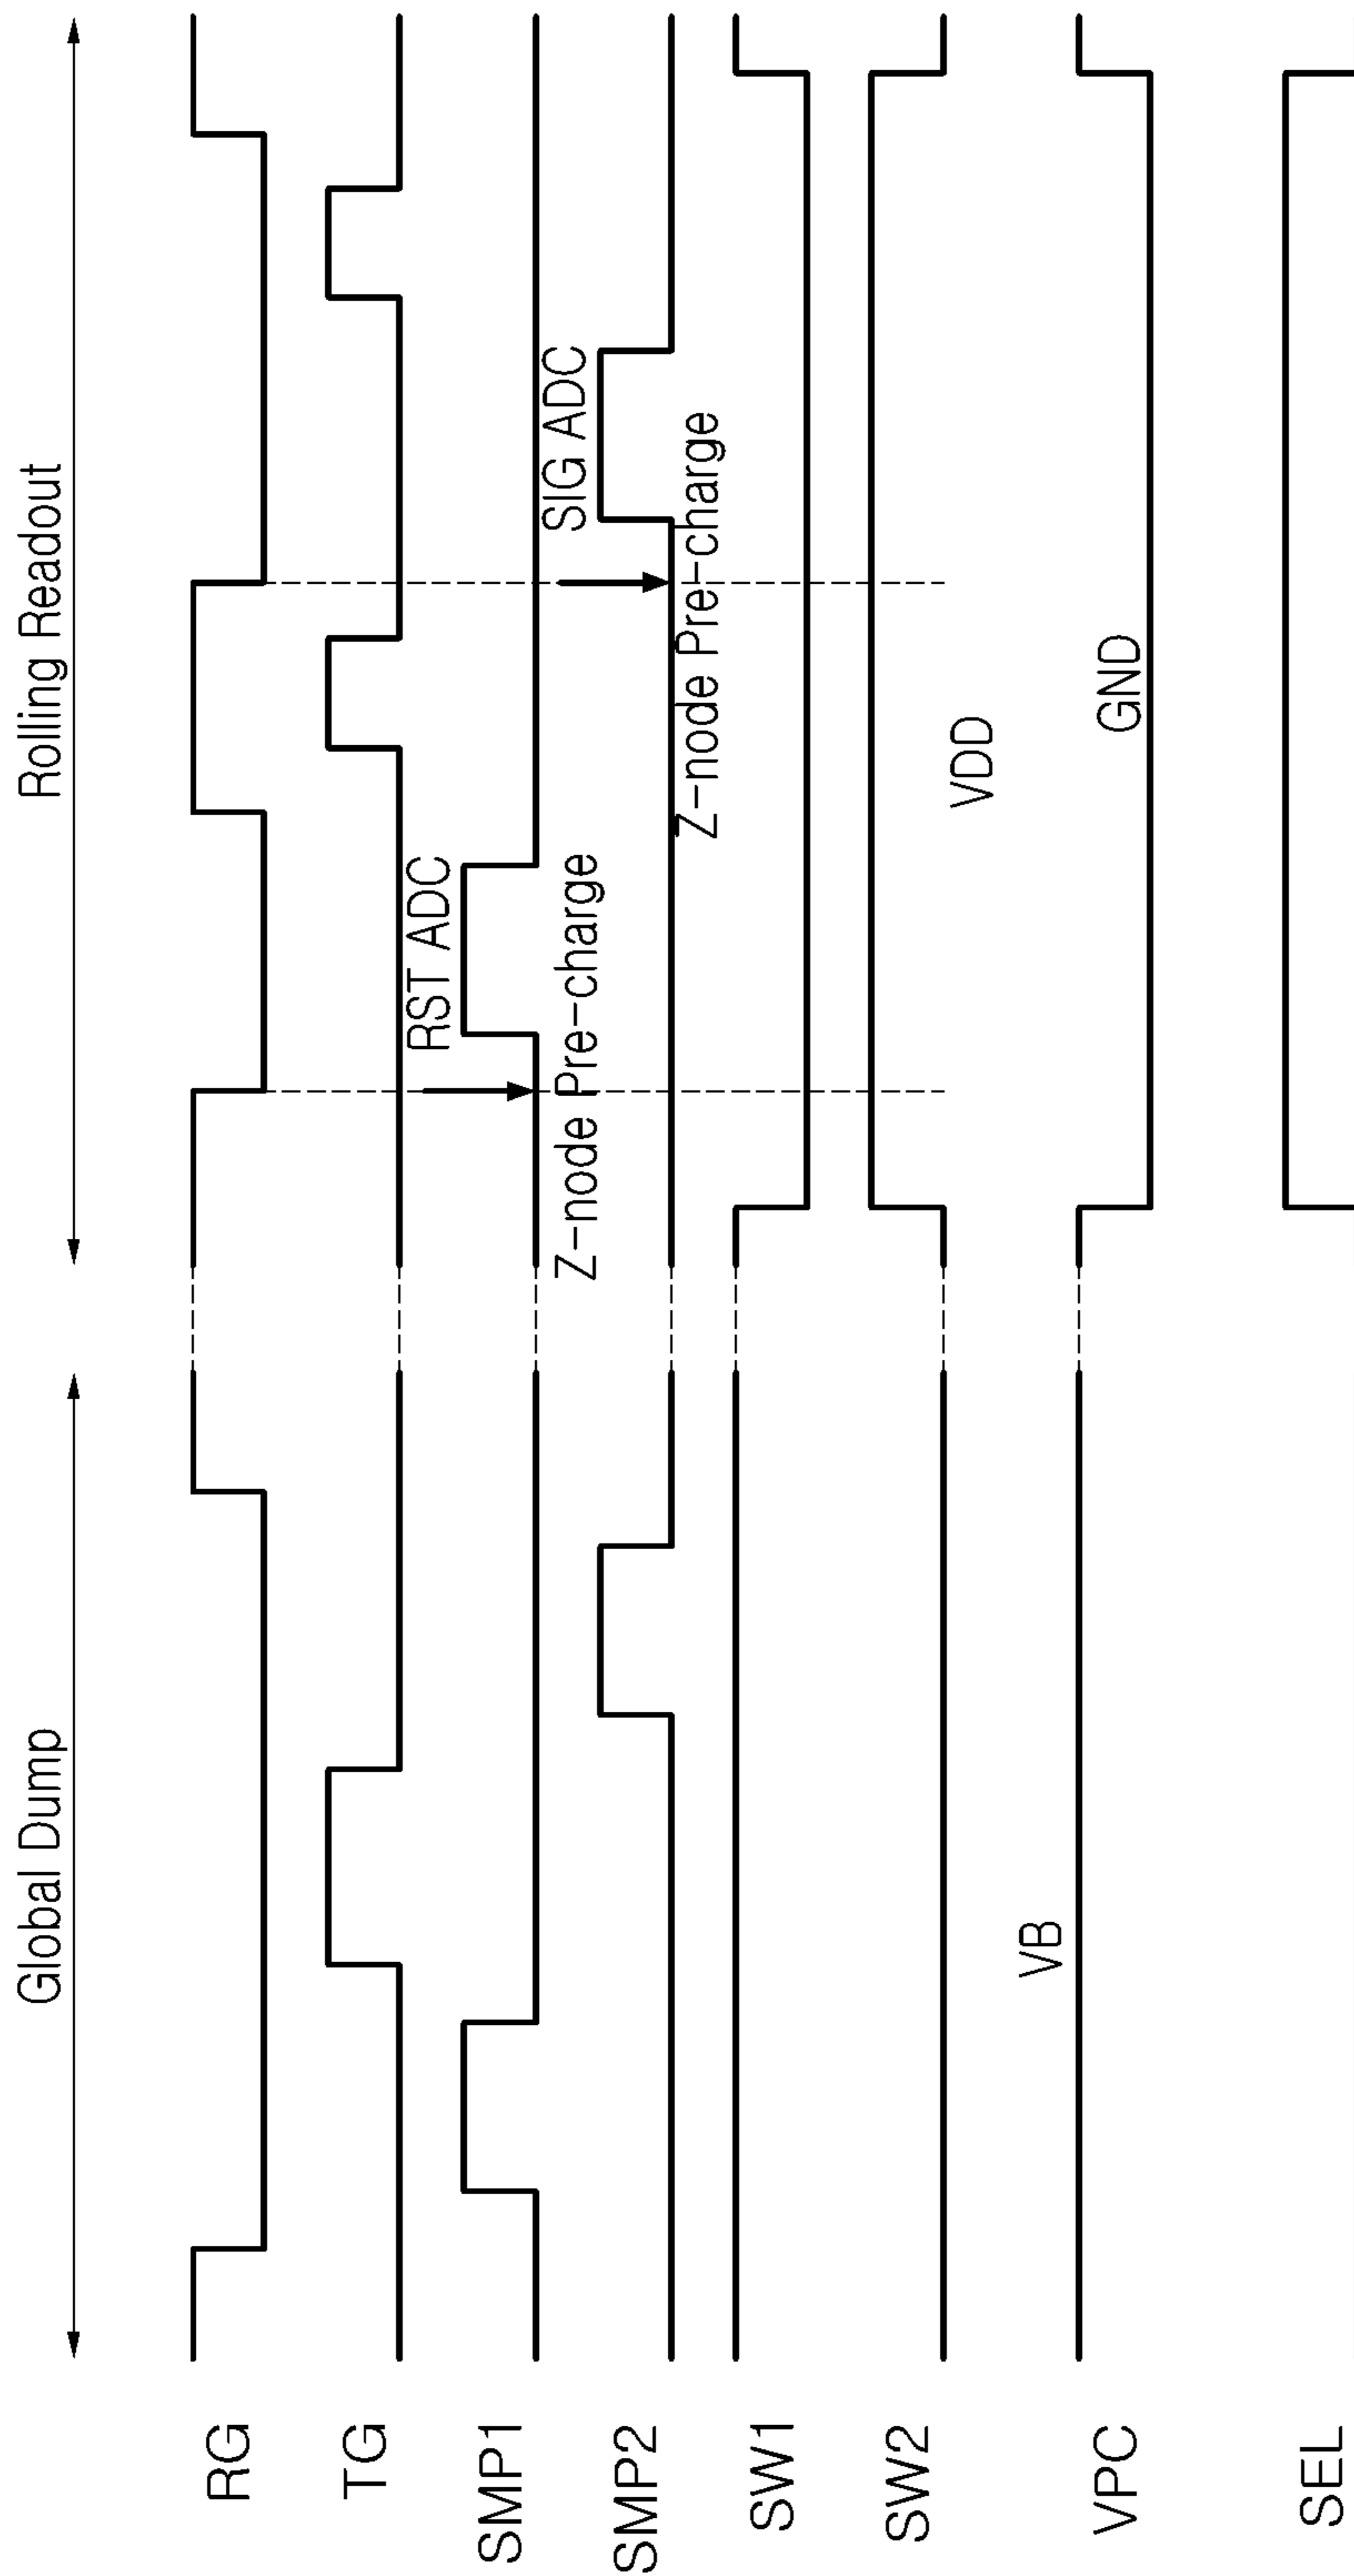 Global Dump
Rolling Readout
RG
TG
RST ADC
SMP1
SIG ADC
Z-node Pre-charge
SMP2
Z-node Pre-charge
SW1
SW2
VDD
VB
VPC
GND
SEL